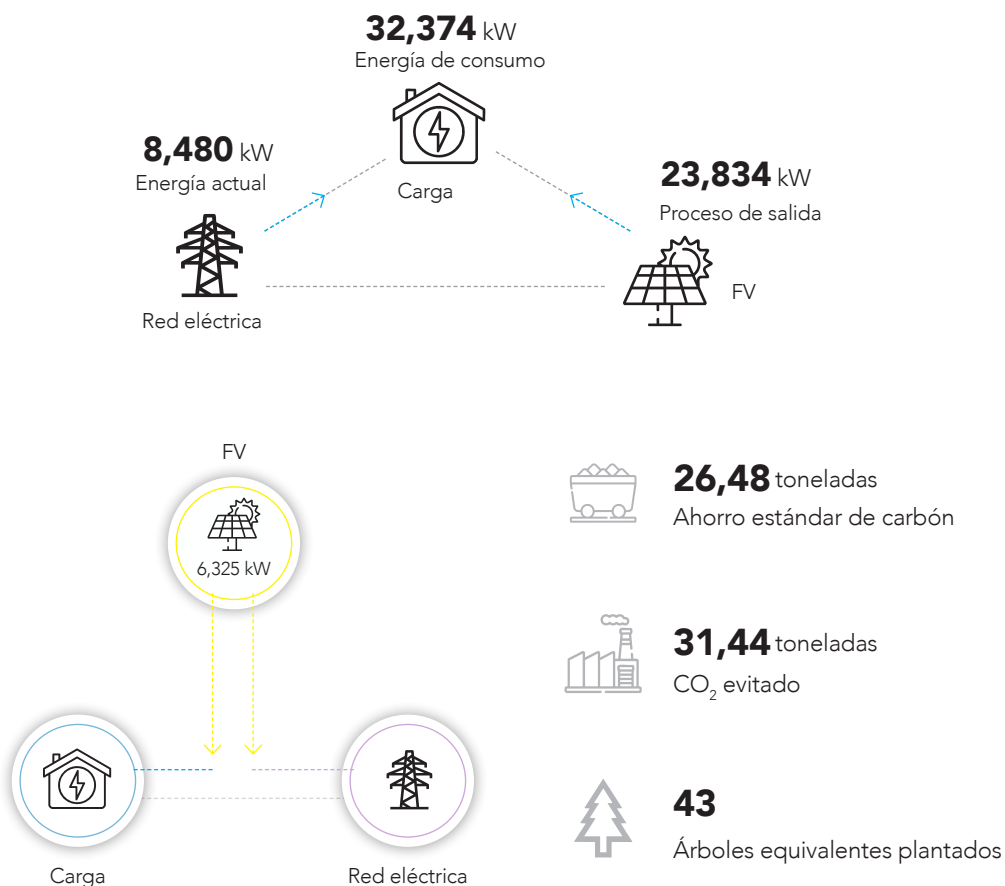 32,374 kW
Energía de consumo
8,480 kW
Energía actual
Carga
23,834 kW
Proceso de salida
FV
Red eléctrica
FV
6,325 kW
Carga
Red eléctrica
26,48 toneladas
Ahorro estándar de carbón
31,44 toneladas
CO₂ evitado
43
Árboles equivalentes plantados